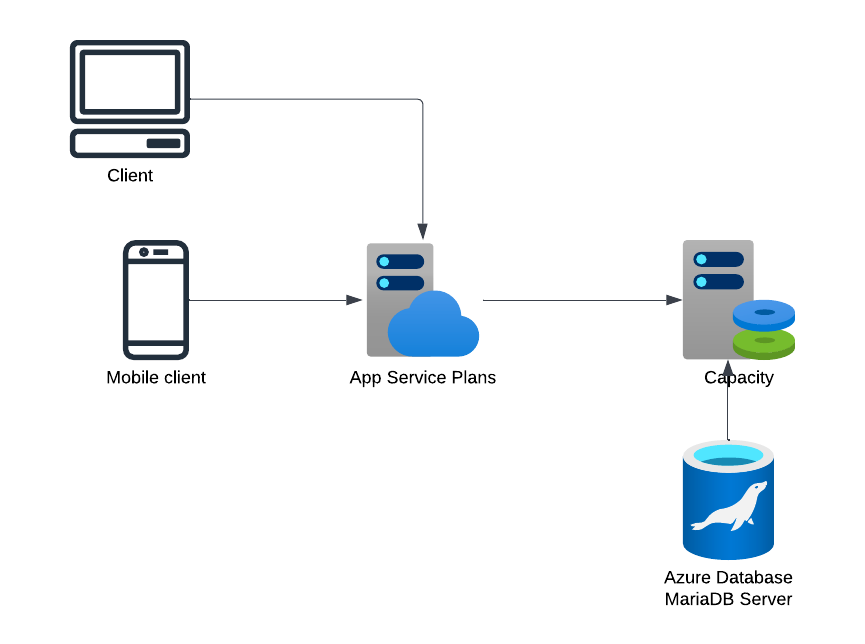 Client
Mobile client
App Service Plans
Capacity
Azure Database
MariaDB Server